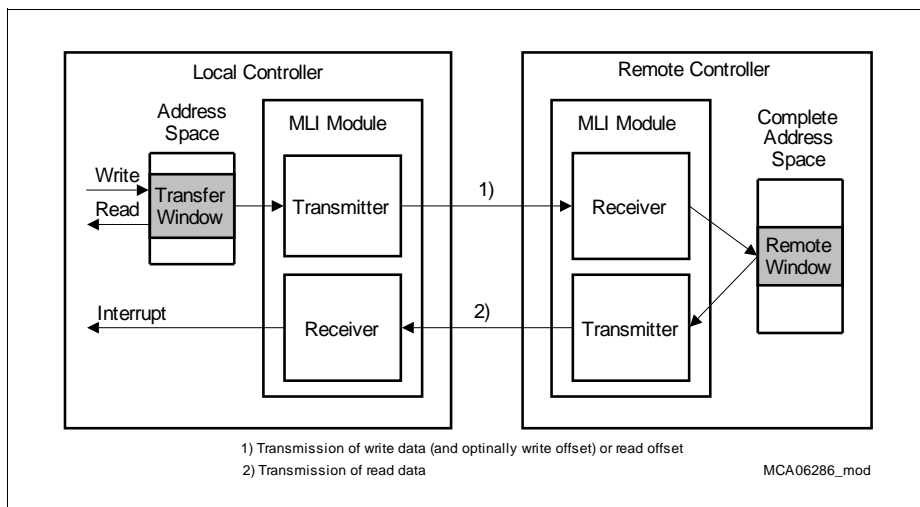 Local Controller
Remote Controller
Address
Space
MLI Module
MLI Module
Complete
Address
Space
Write
Read
Transfer
Window
Transmitter
1)
Receiver
Remote
Window
Interrupt
Receiver
2)
Transmitter
1) Transmission of write data (and optinally write offset) or read offset
2) Transmission of read data
MCA06286_mod